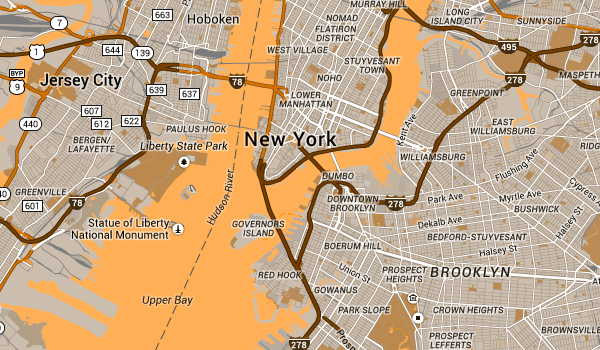 MURRAY HILL
LONG
ISLAND CITY
SUNNYSIDE
663
Hoboken
NOMAD
FLATIRON
DISTRICT
7
644
139
1
WEST VILLAGE
STUYVESANT
TOWN
495
278
278
MASPETH
BYP
9
Jersey City
639
637
78
NOHO
LOWER
MANHATTAN
GREENPOINT
607
612
622
440
PAULUS HOOK
Kent Ave
EAST
WILLIAMSBURG
New York
BERGEN/
LAFAYETTE
Liberty State Park
WILLIAMSBURG
RIDG
Flushing Ave
DUMBO
Hudson River
GREENVILLE
601
78
DOWNTOWN
BROOKLYN
278
Park Ave
Myrtle Ave
Cypress A
BUSHWICK
Statue of Liberty
National Monument
GOVERNORS
ISLAND
Dekalb Ave
Halsey St
BEDFORD-STUYVESANT
BOERUM HILL
Halsey St
RED HOOK
Union St
PROSPECT
HEIGHTS
BROOKLYN
Upper Bay
GOWANUS
PARK SLOPE
CROWN HEIGHTS
BROWNSVILL
278
PROSPECT
LEFFERTS